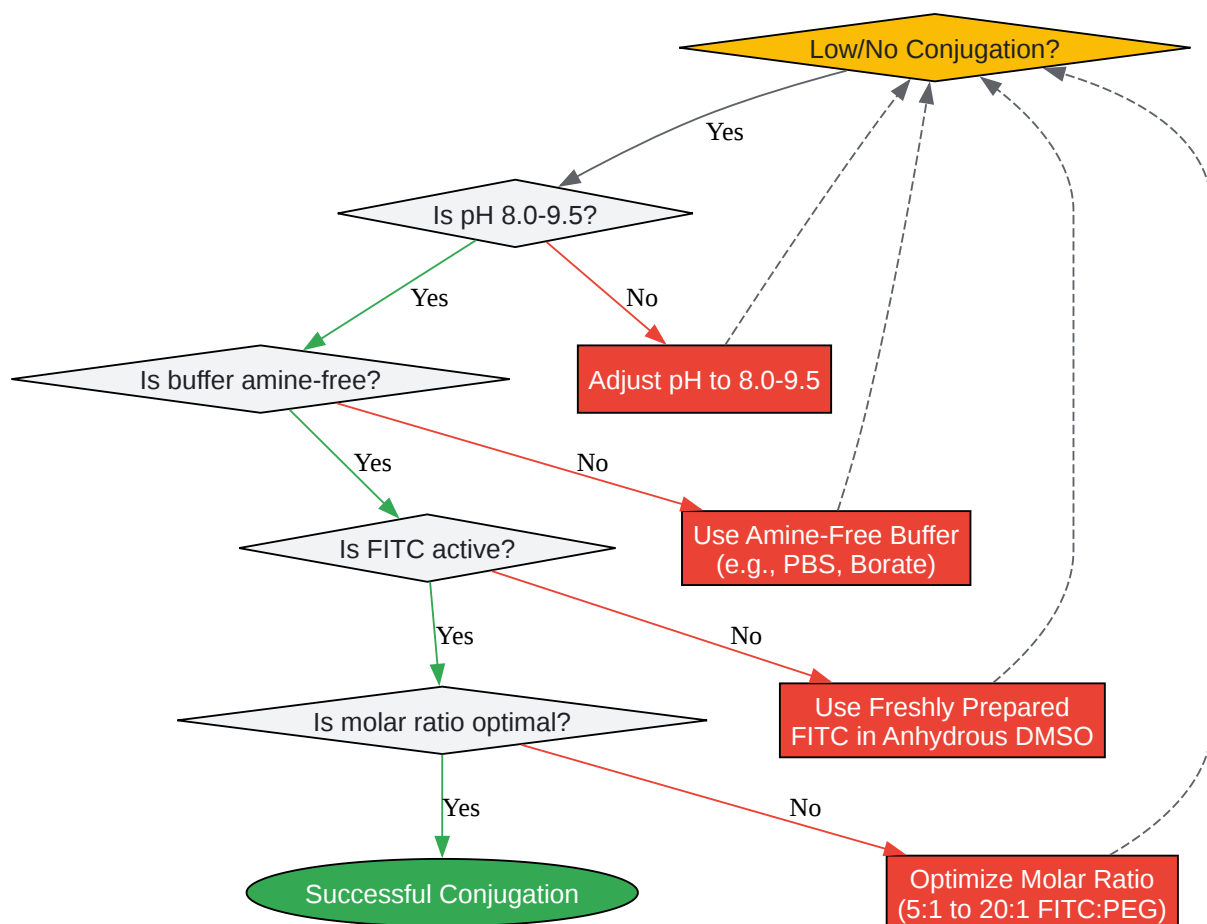 Low/No Conjugation?
Yes
Is pH 8.0-9.5?
Yes
No
Is buffer amine-free?
Adjust pH to 8.0-9.5
Yes
No
Is FITC active?
Use Amine-Free Buffer
(e.g., PBS, Borate)
Yes
No
Is molar ratio optimal?
Use Freshly Prepared
FITC in Anhydrous DMSO
Yes
No
Successful Conjugation
Optimize Molar Ratio
(5:1 to 20:1 FITC:PEG)